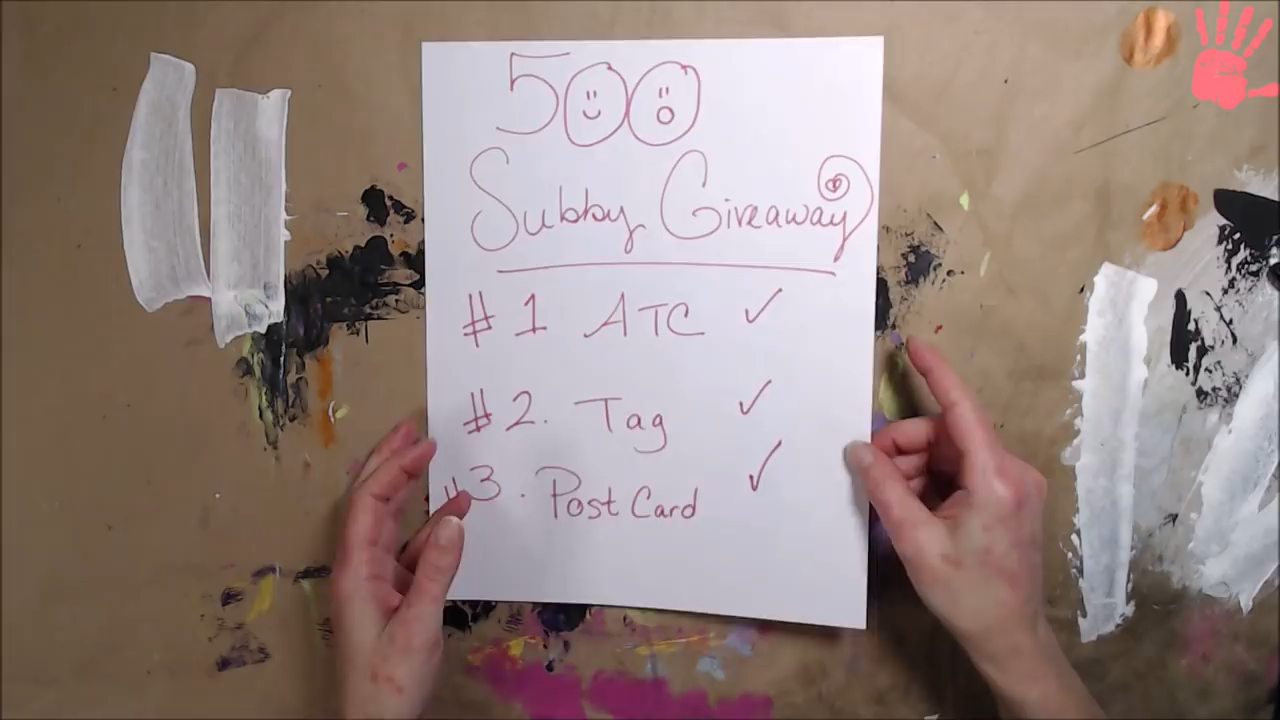 500
Subby Giveaway
#1 ATC ✓
#2. Tag ✓
#3. Post Card ✓